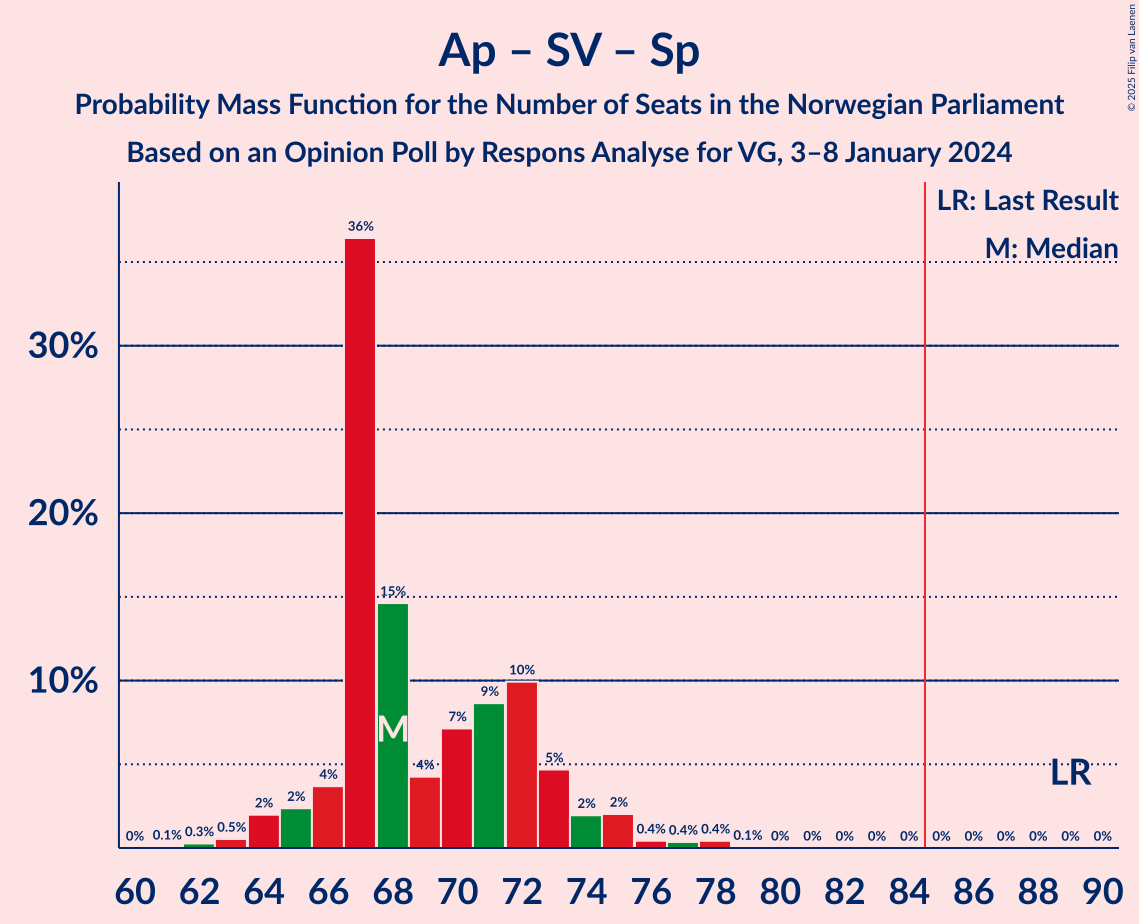 Ap – SV – Sp
Probability Mass Function for the Number of Seats in the Norwegian Parliament
Based on an Opinion Poll by Respons Analyse for VG, 3–8 January 2024
© 2025 Filip van Laenen
LR: Last Result
M: Median
30%
20%
10%
0% 0.1% 0.3% 0.5% 2% 2% 4% 36% 15% 4% 7% 9% 10% 5% 2% 2% 0.4% 0.4% 0.4% 0.1% 0% 0% 0% 0% 0% 0% 0% 0% 0% 0% 0%
M
LR
60 62 64 66 68 70 72 74 76 78 80 82 84 86 88 90